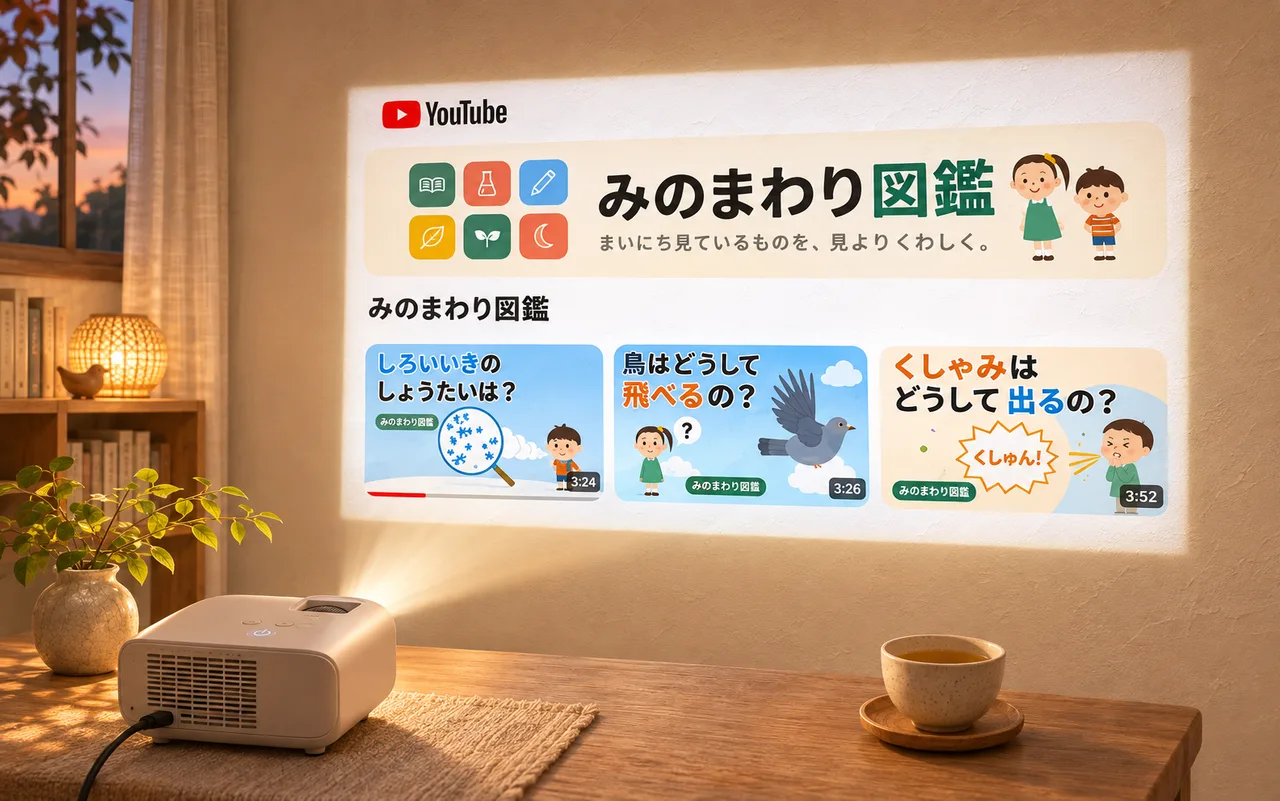 YouTube
みのまわり図鑑
まいにち見ているものを、見よりくわしく。
みのまわり図鑑
しろいいきの
しょうたいは？
みのまわり図鑑
3:24
鳥はどうして
飛べるの？
?
みのまわり図鑑
3:26
くしゃみは
どうして出るの？
くしゅん!
みのまわり図鑑
3:52